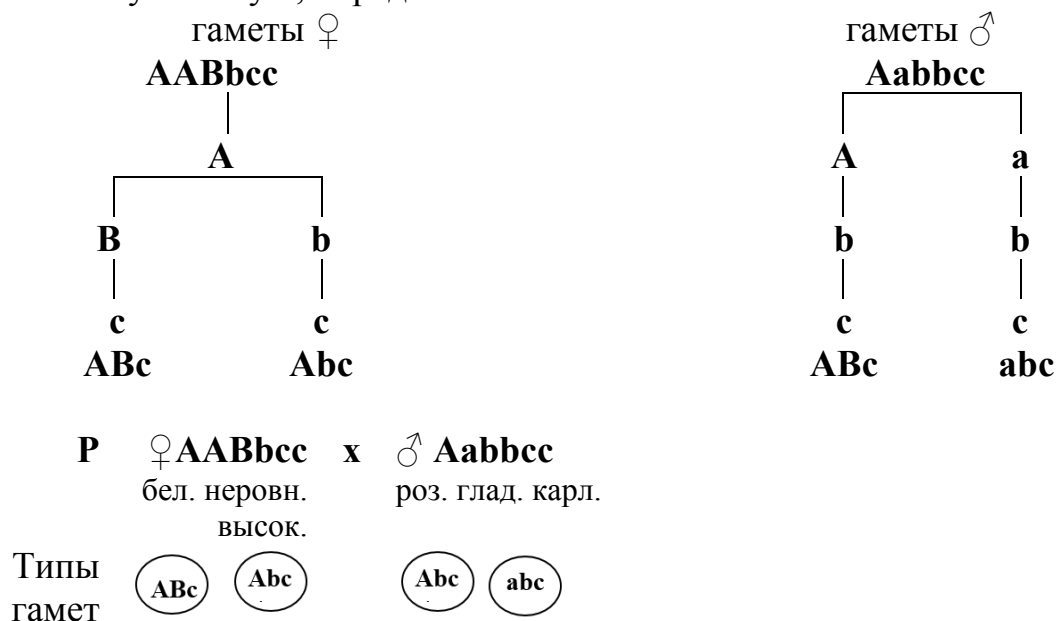 гаметы ♀ гаметы ♂
AABbcc Aabbcc
A A a
B b b b
c c c c
ABc Abc ABc abc
P ♀AABbcc x ♂ Aabbcc
бел. неровн. роз. глад. карл.
высок.
Типы ABc Abc Abc abc
гамет